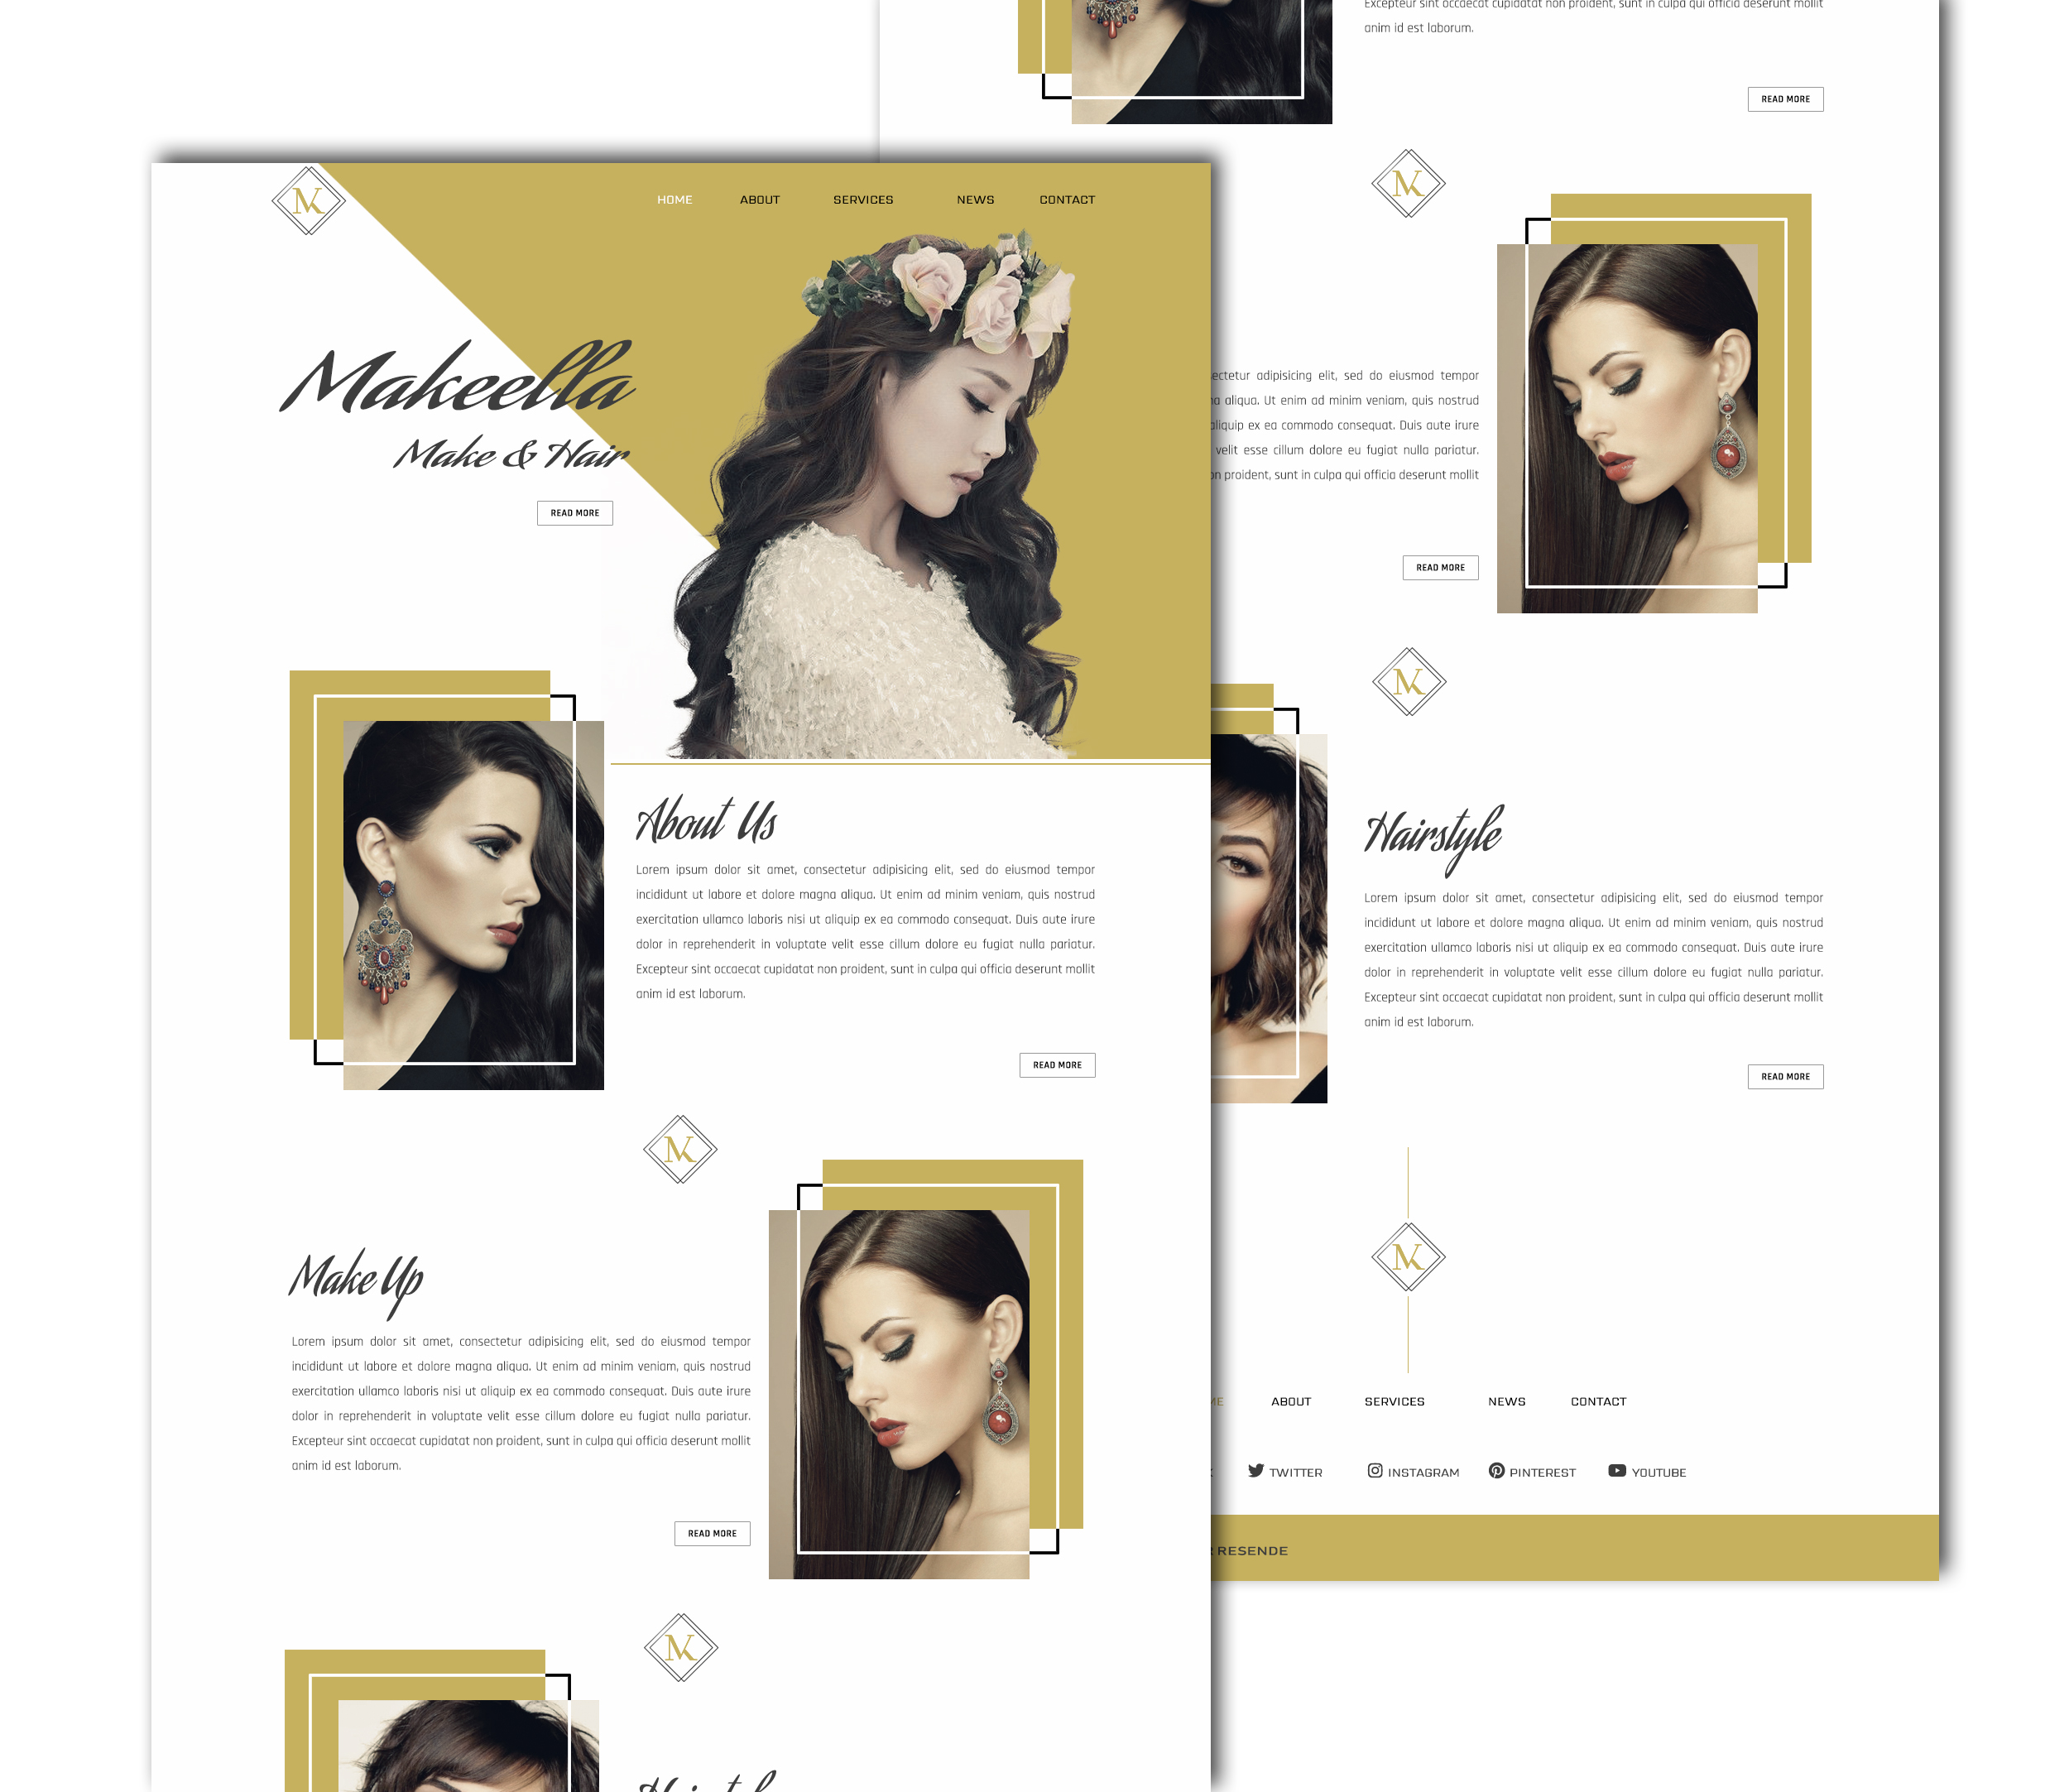 MK
HOME ABOUT SERVICES NEWS CONTACT
Makeella
Make & Hair
READ MORE
About Us
Lorem ipsum dolor sit amet, consectetur adipisicing elit, sed do eiusmod tempor
incididunt ut labore et dolore magna aliqua. Ut enim ad minim veniam, quis nostrud
exercitation ullamco laboris nisi ut aliquip ex ea commodo consequat. Duis aute irure
dolor in reprehenderit in voluptate velit esse cillum dolore eu fugiat nulla pariatur.
Excepteur sint occaecat cupidatat non proident, sunt in culpa qui officia deserunt mollit
anim id est laborum.
READ MORE
MK
Make Up
Lorem ipsum dolor sit amet, consectetur adipisicing elit, sed do eiusmod tempor
incididunt ut labore et dolore magna aliqua. Ut enim ad minim veniam, quis nostrud
exercitation ullamco laboris nisi ut aliquip ex ea commodo consequat. Duis aute irure
dolor in reprehenderit in voluptate velit esse cillum dolore eu fugiat nulla pariatur.
Excepteur sint occaecat cupidatat non proident, sunt in culpa qui officia deserunt mollit
anim id est laborum.
READ MORE
MK
Excepteur sint occaecat cupidatat non proident, sunt in culpa qui officia deserunt mollit
anim id est laborum.
READ MORE
MK
adipisicing elit, sed do eiusmod tempor
aliqua. Ut enim ad minim veniam, quis nostrud
aliquip ex ea commodo consequat. Duis aute irure
velit esse cillum dolore eu fugiat nulla pariatur.
proident, sunt in culpa qui officia deserunt mollit
READ MORE
MK
Hairstyle
Lorem ipsum dolor sit amet, consectetur adipisicing elit, sed do eiusmod tempor
incididunt ut labore et dolore magna aliqua. Ut enim ad minim veniam, quis nostrud
exercitation ullamco laboris nisi ut aliquip ex ea commodo consequat. Duis aute irure
dolor in reprehenderit in voluptate velit esse cillum dolore eu fugiat nulla pariatur.
Excepteur sint occaecat cupidatat non proident, sunt in culpa qui officia deserunt mollit
anim id est laborum.
READ MORE
MK
ABOUT SERVICES NEWS CONTACT
TWITTER INSTAGRAM PINTEREST YOUTUBE
RESENDE